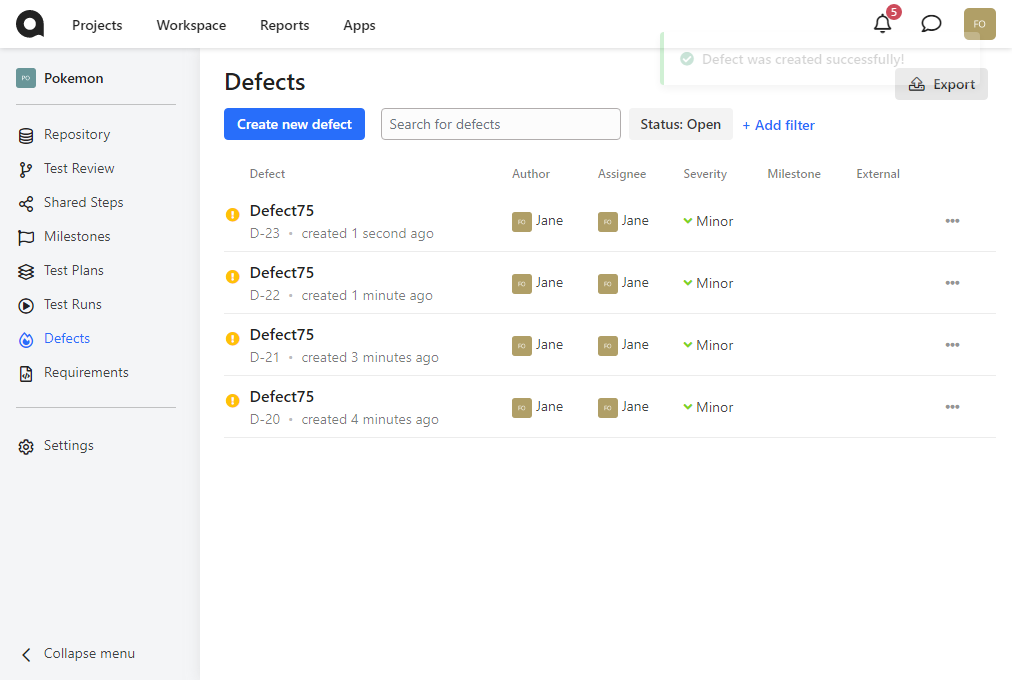 Projects Workspace Reports Apps 5 FO
PO Pokemon
Repository
Test Review
Shared Steps
Milestones
Test Plans
Test Runs
Defects
Requirements
Settings
Collapse menu
Defects
Defect was created successfully!
Export
Create new defect Search for defects Status: Open + Add filter
Defect Author Assignee Severity Milestone External
Defect75
D-23 • created 1 second ago
FO Jane FO Jane Minor •••
Defect75
D-22 • created 1 minute ago
FO Jane FO Jane Minor •••
Defect75
D-21 • created 3 minutes ago
FO Jane FO Jane Minor •••
Defect75
D-20 • created 4 minutes ago
FO Jane FO Jane Minor •••